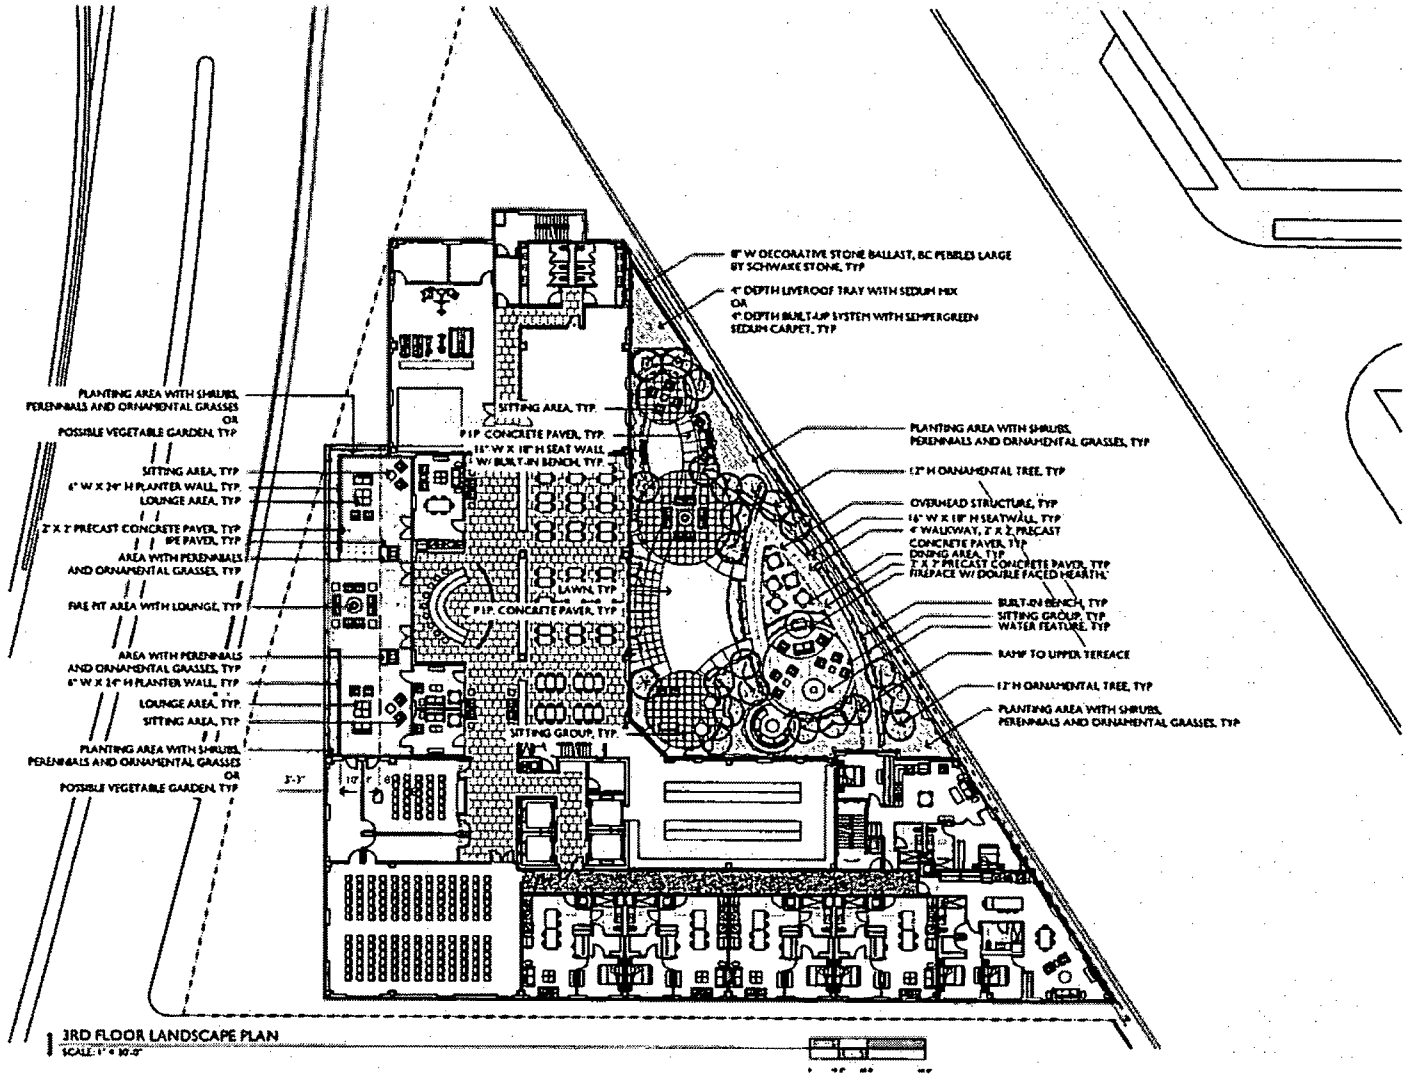 8" W DECORATIVE STONE BALLAST, BC PEBBLES LARGE
BY SCHWAKE STONE, TYP
4" DEPTH LIVEROOF TRAY WITH SEDUM MIX
OR
4" DEPTH BUILT-UP SYSTEM WITH SEMPERGREEN
SEDUM CARPET, TYP
PLANTING AREA WITH SHRUBS,
PERENNIALS AND ORNAMENTAL GRASSES
OR
POSSIBLE VEGETABLE GARDEN, TYP
SITTING AREA, TYP.
P.I.P. CONCRETE PAVER, TYP.
18" H SEAT WALL
W/ BUILT-IN BENCH, TYP.
PLANTING AREA WITH SHRUBS,
PERENNIALS AND ORNAMENTAL GRASSES, TYP
SITTING AREA, TYP
6" W X 24" H PLANTER WALL, TYP.
LOUNGE AREA, TYP
2' X 2' PRECAST CONCRETE PAVER, TYP
IPE PAVER, TYP.
AREA WITH PERENNIALS
AND ORNAMENTAL GRASSES, TYP
12' H ORNAMENTAL TREE, TYP
OVERHEAD STRUCTURE, TYP
16" W X 18" H SEATWALL, TYP
4' WALKWAY, 2' X 2' PRECAST
CONCRETE PAVER, TYP
DINING AREA, TYP
2' X 2' PRECAST CONCRETE PAVER, TYP
FIREPACE W/ DOUBLE FACED HEARTH,
LAWN, TYP
P.I.P. CONCRETE PAVER, TYP
FIRE PIT AREA WITH LOUNGE, TYP
BUILT-IN BENCH, TYP
SITTING GROUP, TYP.
WATER FEATURE, TYP
RAMP TO UPPER TEREACE
AREA WITH PERENNIALS
AND ORNAMENTAL GRASSES, TYP
6" W X 24" H PLANTER WALL, TYP
LOUNGE AREA, TYP
SITTING AREA, TYP
12' H ORNAMENTAL TREE, TYP
PLANTING AREA WITH SHRUBS,
PERENNIALS AND ORNAMENTAL GRASSES, TYP
SITTING GROUP, TYP.
PLANTING AREA WITH SHRUBS,
PERENNIALS AND ORNAMENTAL GRASSES
OR
POSSIBLE VEGETABLE GARDEN, TYP
3'-3"
10'
3RD FLOOR LANDSCAPE PLAN
SCALE: 1" = 30'-0"